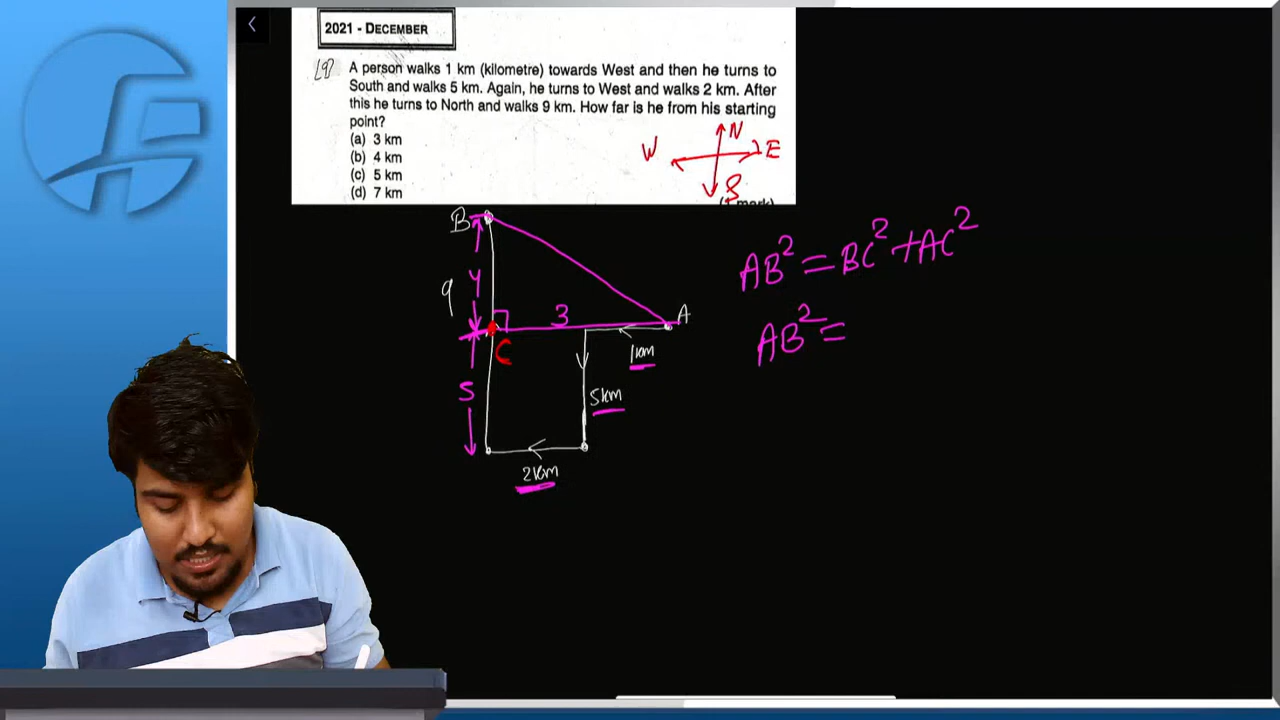 2021 - DECEMBER
[9] A person walks 1 km (kilometre) towards West and then he turns to
South and walks 5 km. Again, he turns to West and walks 2 km. After
this he turns to North and walks 9 km. How far is he from his starting
point?
(a) 3 km
(b) 4 km
(c) 5 km
(d) 7 km
N
W
E
S
B
9
4
3
A
C
1km
5
5km
2km
AB² = BC² + AC²
AB² =